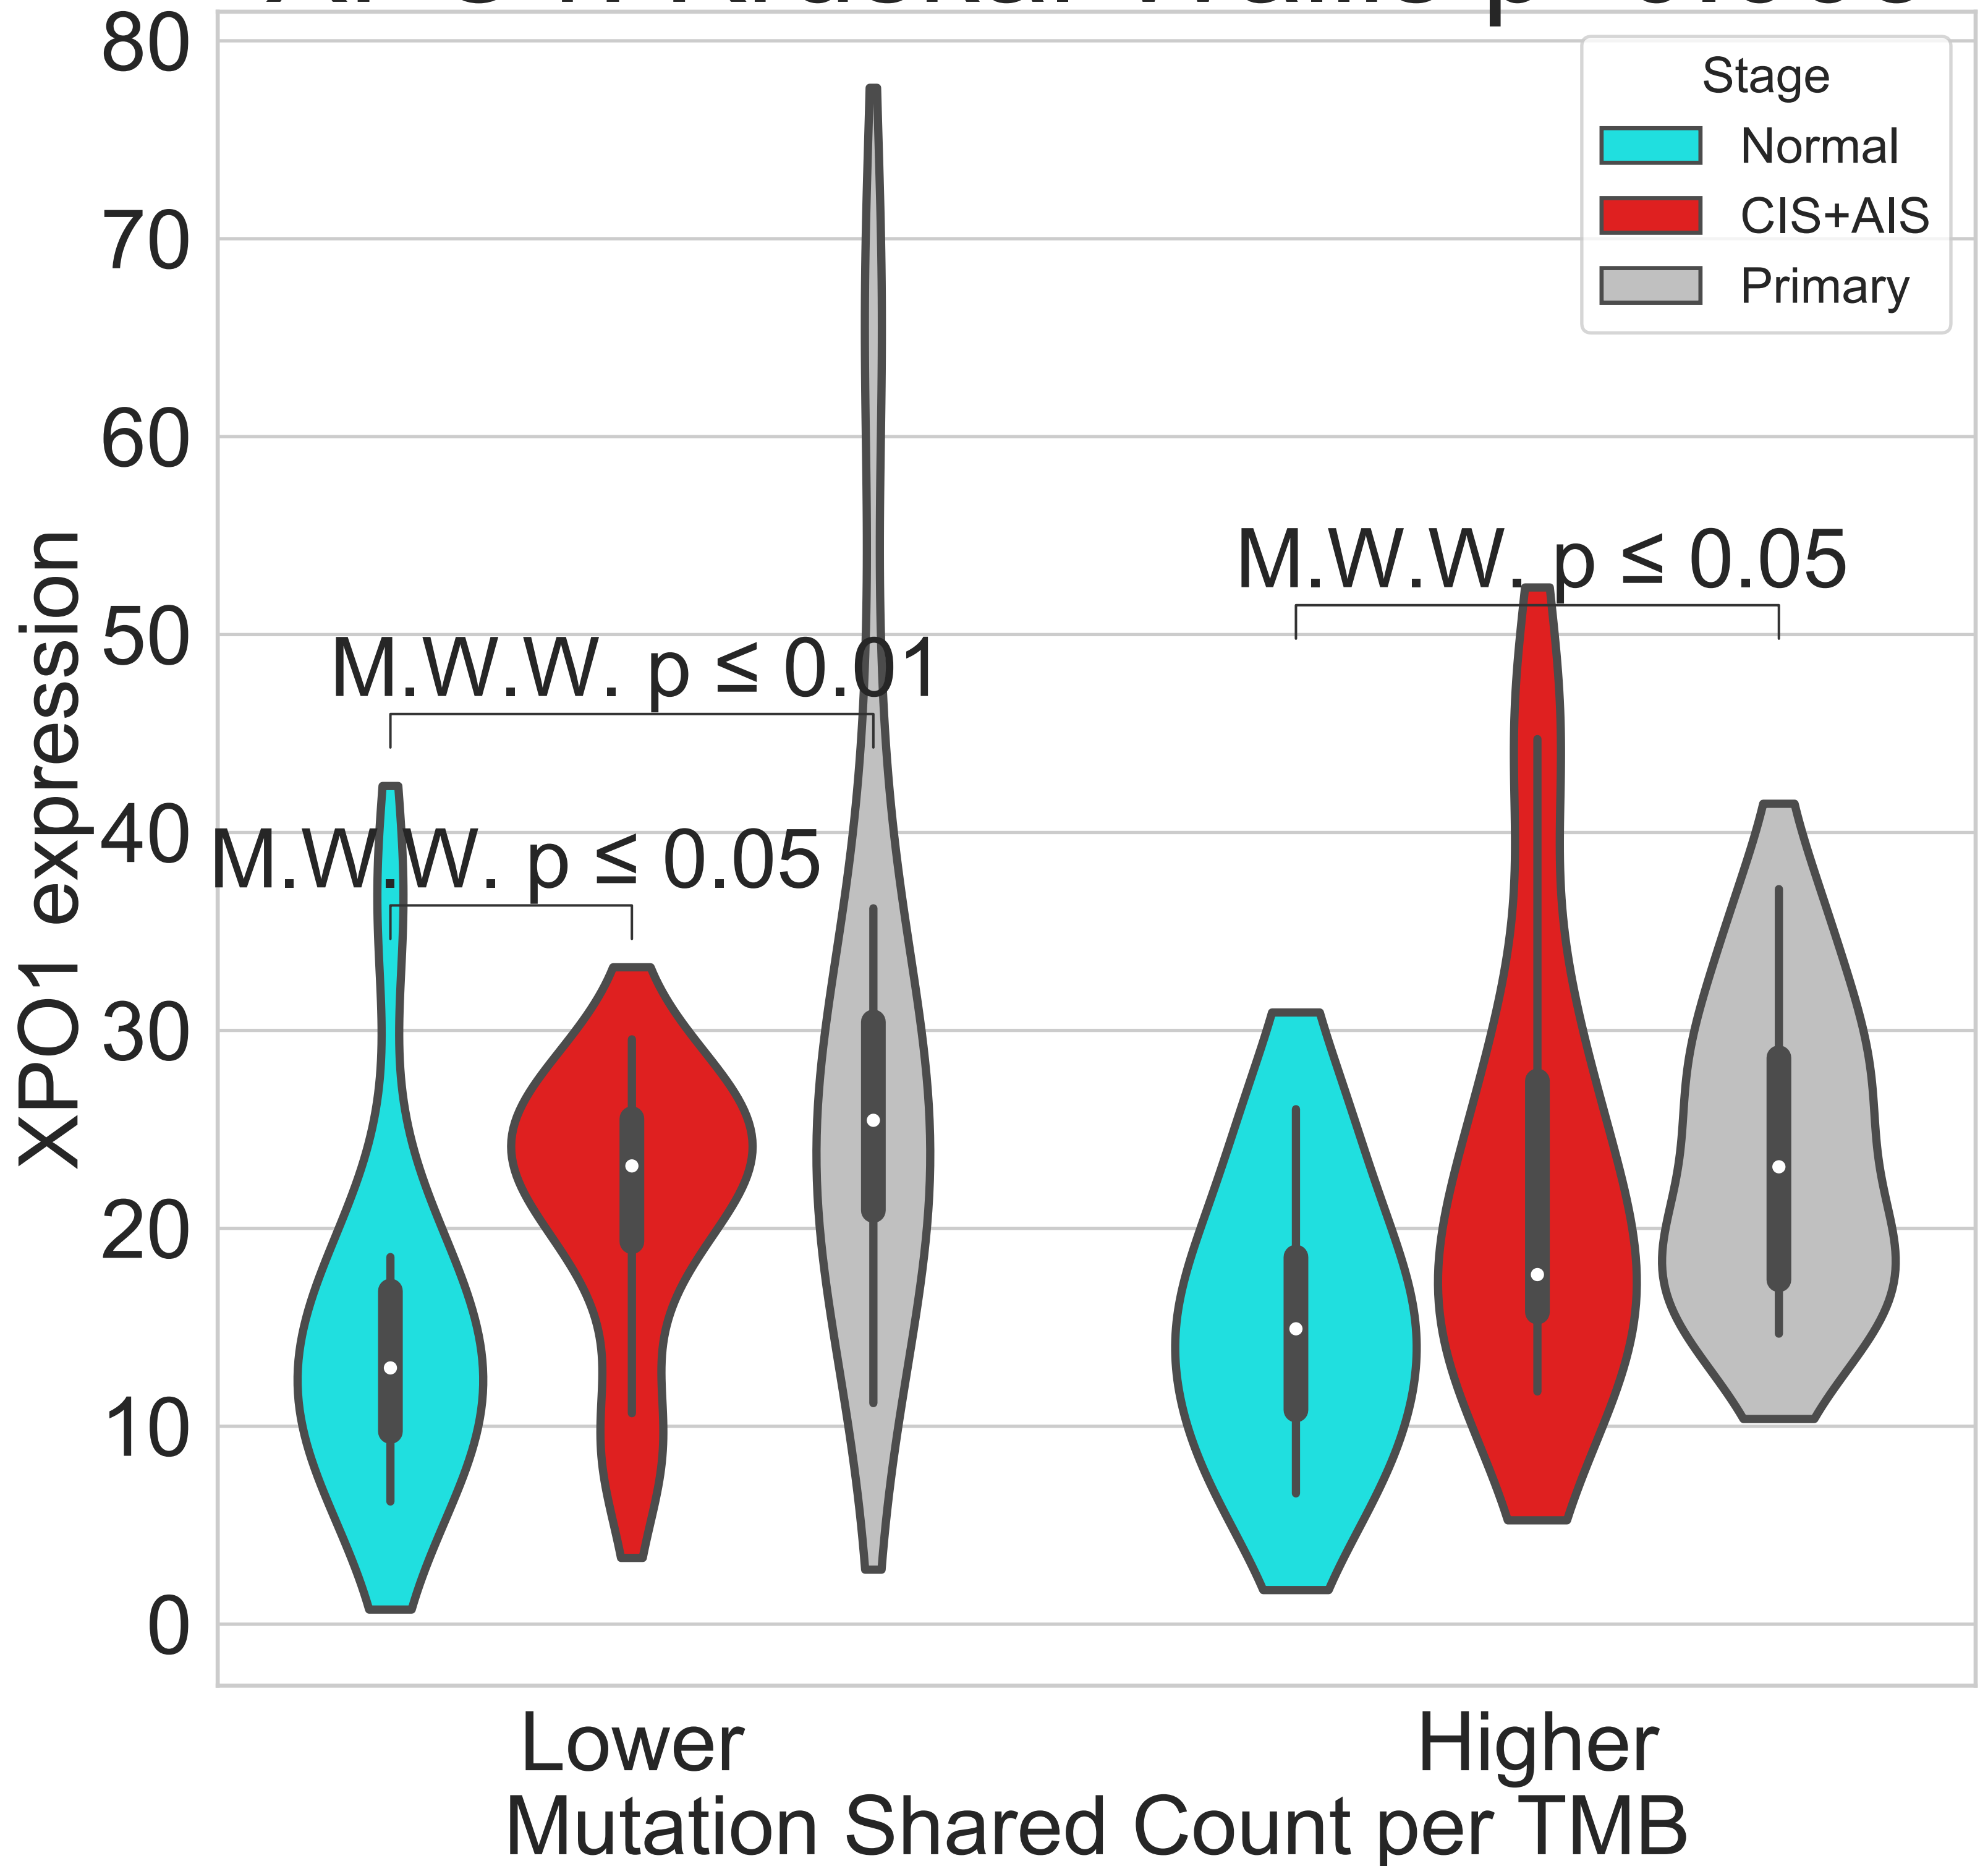 80
70
60
50
40
30
20
10
0
XPO1 expression
Stage
Normal
CIS+AIS
Primary
M.W.W. p ≤ 0.05
M.W.W. p ≤ 0.01
M.W.W. p ≤ 0.05
Lower
Higher
Mutation Shared Count per TMB